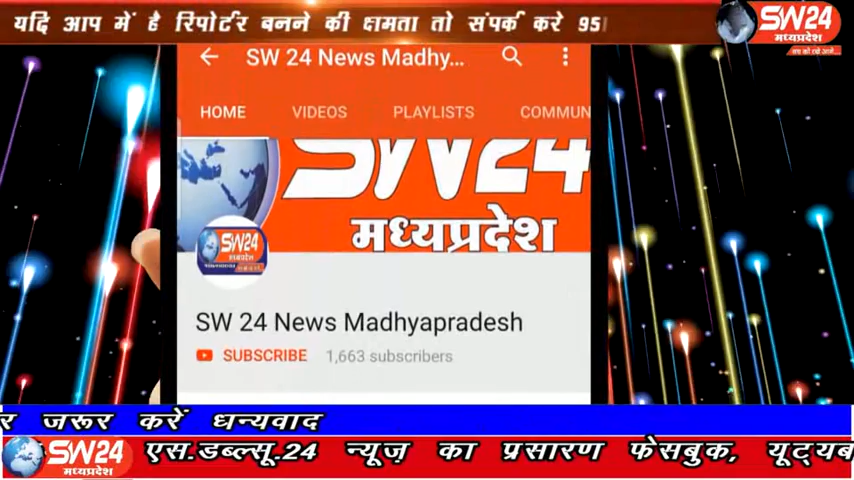 यदि आप में है रिपोर्टर बनने की क्षमता तो संपर्क करे 95
SW24
मध्यप्रदेश
SW 24 News Madhy...
HOME VIDEOS PLAYLISTS COMMUN
SW24
मध्यप्रदेश
SW24
SW 24 News Madhyapradesh
SUBSCRIBE 1,663 subscribers
र जरूर करें धन्यवाद
SW24
मध्यप्रदेश
एस.डब्ल्सू.24 न्यूज़ का प्रसारण फेसबुक, यूट्यब